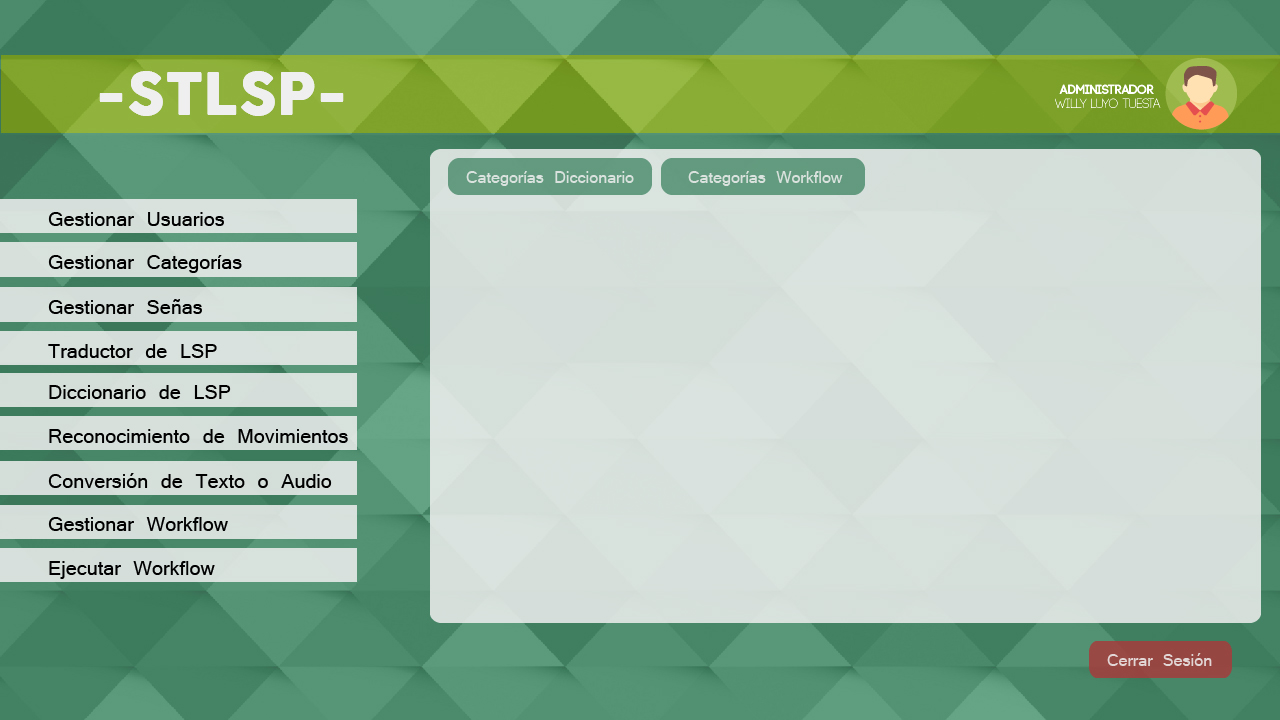 -STLSP-
ADMINISTRADOR
WILLY LUYO TUESTA
Categorías Diccionario
Categorías Workflow
Gestionar Usuarios
Gestionar Categorías
Gestionar Señas
Traductor de LSP
Diccionario de LSP
Reconocimiento de Movimientos
Conversión de Texto o Audio
Gestionar Workflow
Ejecutar Workflow
Cerrar Sesión